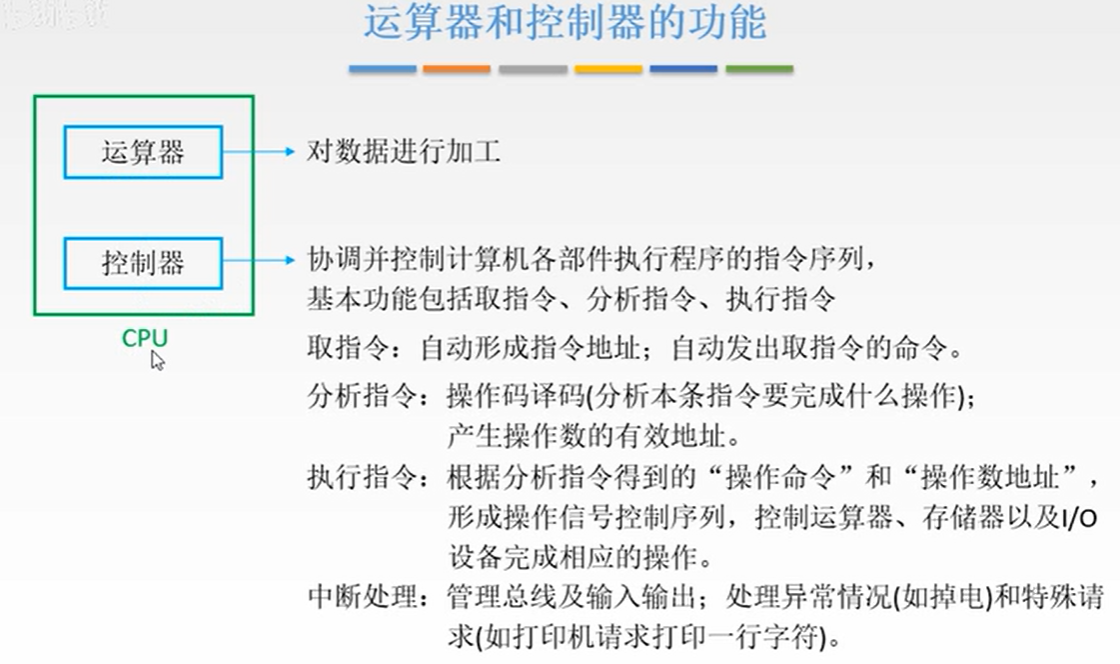 运算器和控制器的功能
运算器
对数据进行加工
控制器
协调并控制计算机各部件执行程序的指令序列，
基本功能包括取指令、分析指令、执行指令
CPU
取指令：自动形成指令地址；自动发出取指令的命令。
分析指令：操作码译码(分析本条指令要完成什么操作)；
产生操作数的有效地址。
执行指令：根据分析指令得到的“操作命令”和“操作数地址”，
形成操作信号控制序列，控制运算器、存储器以及I/O
设备完成相应的操作。
中断处理：管理总线及输入输出；处理异常情况(如掉电)和特殊请
求(如打印机请求打印一行字符)。